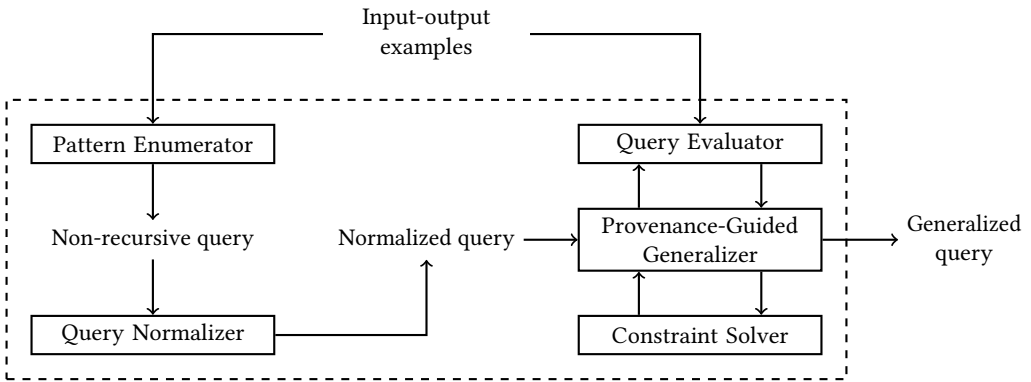 Input-output
examples
Pattern Enumerator
Query Evaluator
Non-recursive query
Normalized query
Provenance-Guided
Generalizer
Generalized
query
Query Normalizer
Constraint Solver